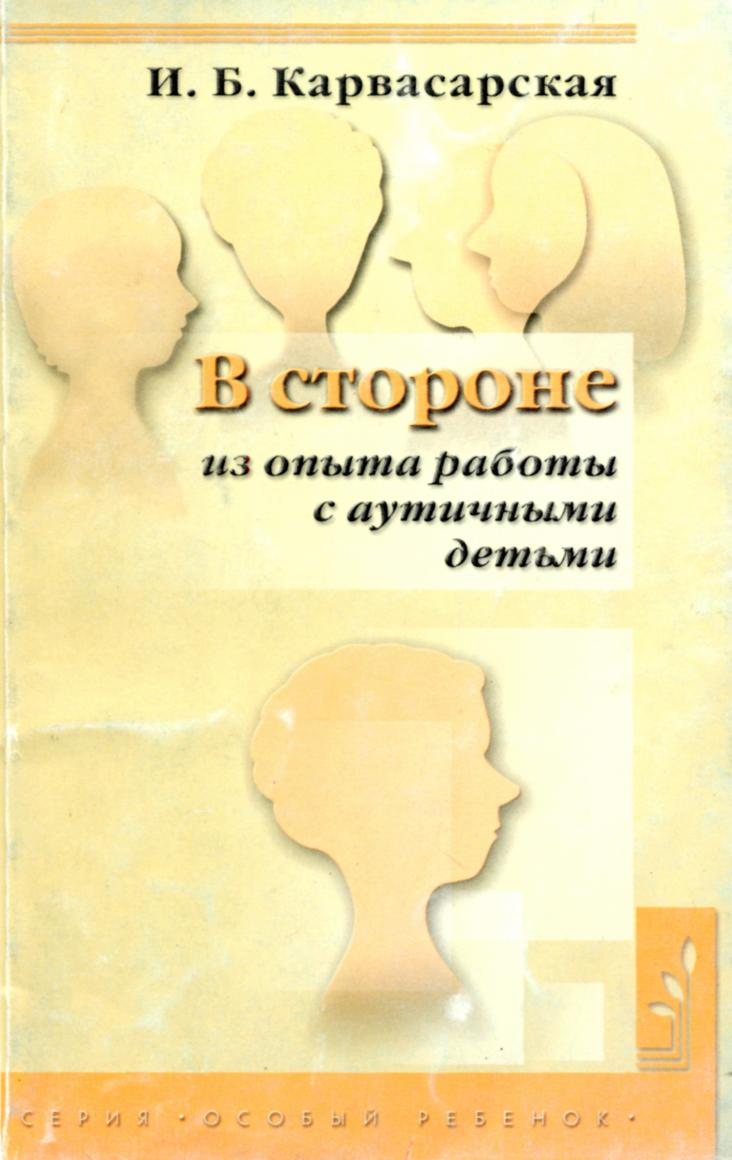 И. Б. Карвасарская
В стороне
из опыта работы
с аутичными
детьми
СЕРИЯ •ОСОБЫЙ РЕБЕНОК•